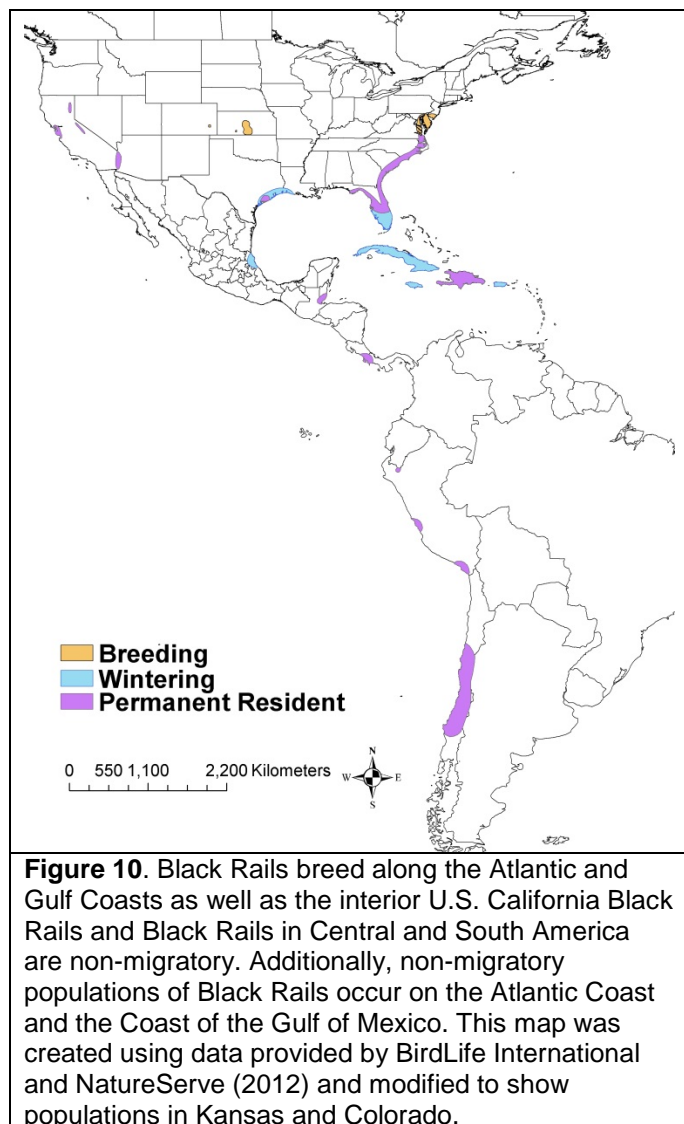 Breeding
Wintering
Permanent Resident
0 550 1,100 2,200 Kilometers
N
W E
S
Figure 10. Black Rails breed along the Atlantic and
Gulf Coasts as well as the interior U.S. California Black
Rails and Black Rails in Central and South America
are non-migratory. Additionally, non-migratory
populations of Black Rails occur on the Atlantic Coast
and the Coast of the Gulf of Mexico. This map was
created using data provided by BirdLife International
and NatureServe (2012) and modified to show
populations in Kansas and Colorado.